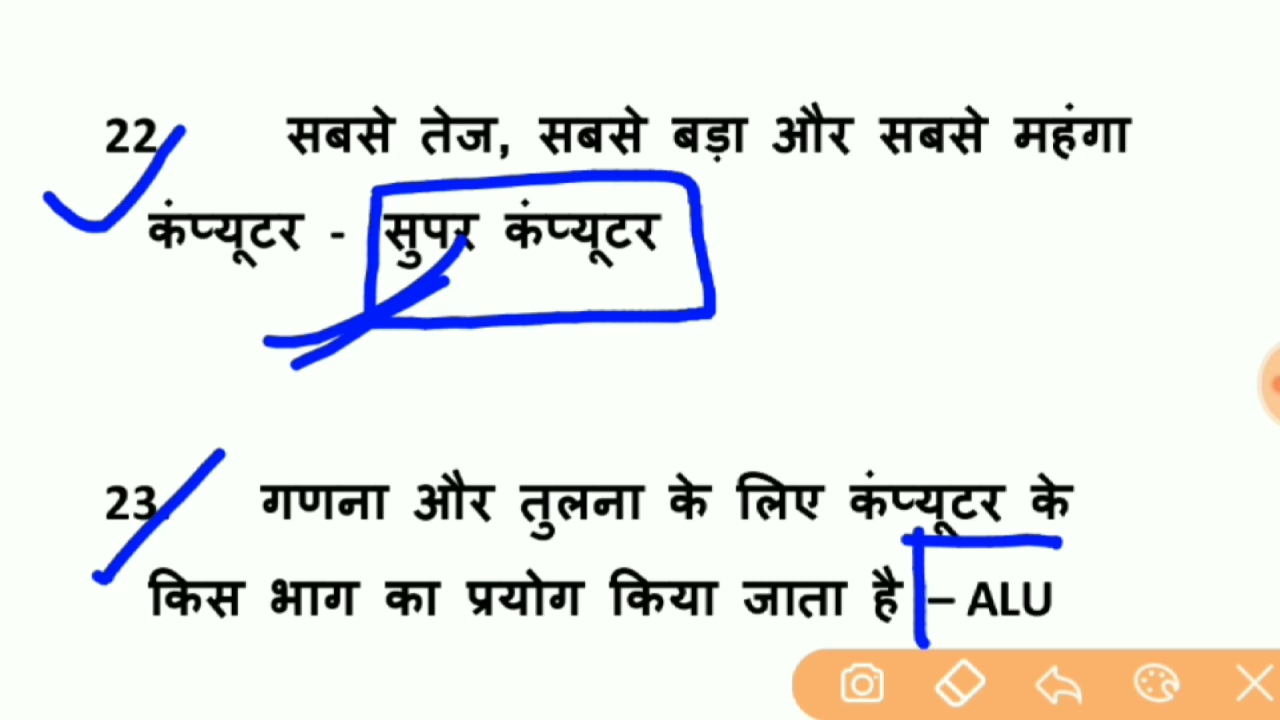 22. सबसे तेज, सबसे बड़ा और सबसे महंगा
कंप्यूटर - सुपर कंप्यूटर
23. गणना और तुलना के लिए कंप्यूटर के
किस भाग का प्रयोग किया जाता है – ALU